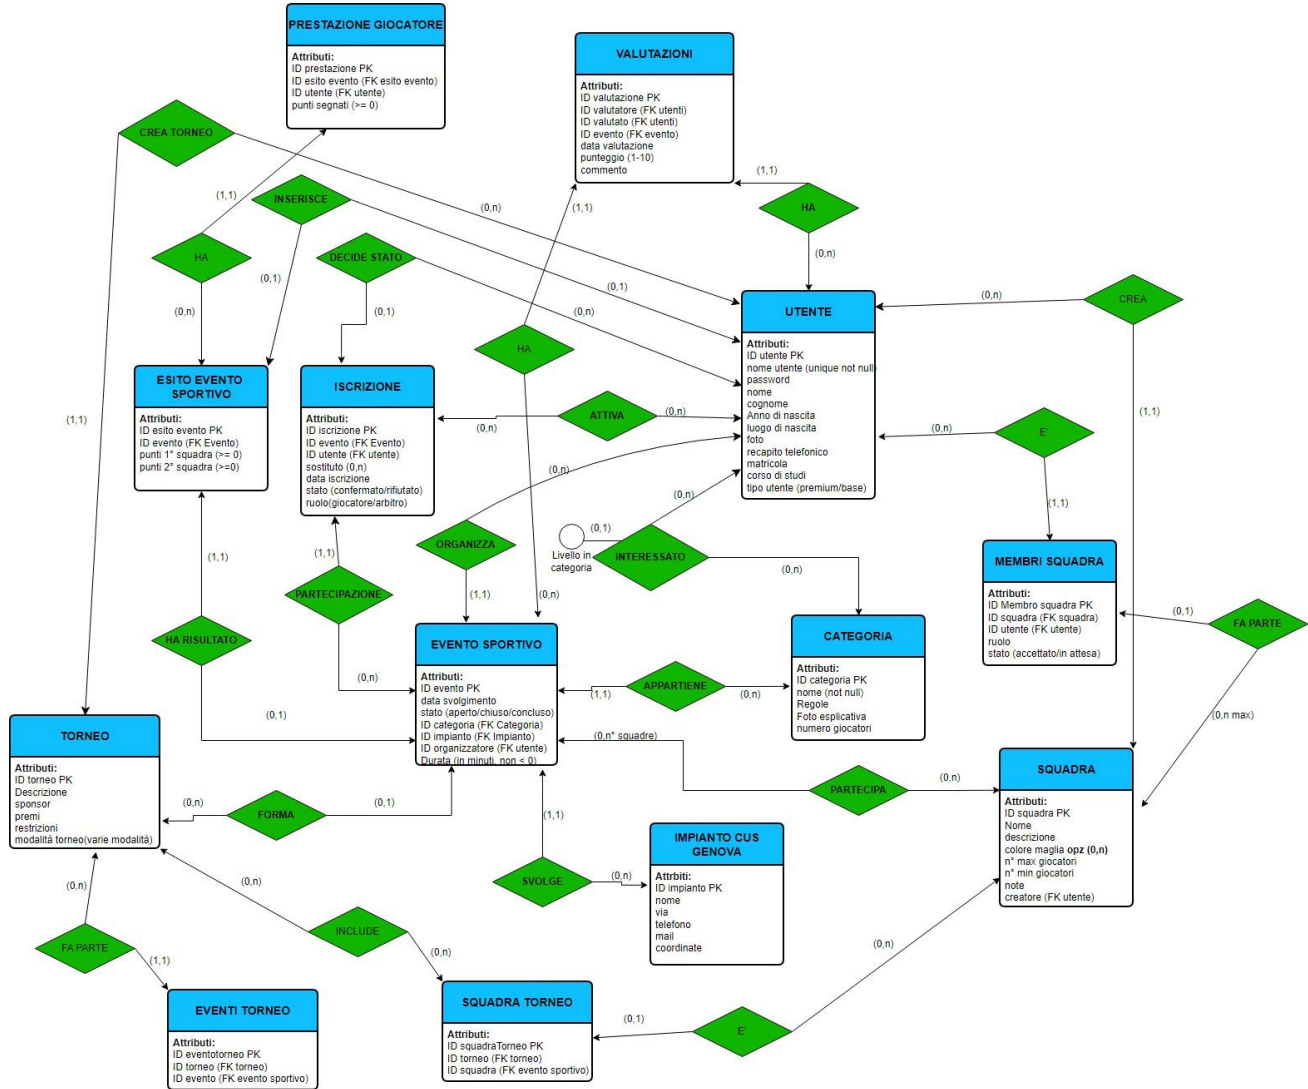 PRESTAZIONE GIOCATORE
Attributi:
ID prestazione PK
ID esito evento (FK esito evento)
ID utente (FK utente)
punti segnati (>= 0)
VALUTAZIONI
Attributi:
ID valutazione PK
ID valutatore (FK utenti)
ID valutato (FK utenti)
ID evento (FK evento)
data valutazione
punteggio (1-10)
commento
CREA TORNEO
(1,1)
(0,n)
INSERISCE
(1,1)
(1,1)
HA
HA
(0,1)
DECIDE STATO
(0,n)
(0,n)
(0,1)
(0,n)
(0,n)
CREA
UTENTE
Attributi:
ID utente PK
nome utente (unique not null)
password
nome
cognome
Anno di nascita
luogo di nascita
foto
recapito telefonico
matricola
corso di studi
tipo utente (premium/base)
(0,n)
(0,1)
HA
ESITO EVENTO
SPORTIVO
Attributi:
ID esito evento PK
ID evento (FK Evento)
punti 1° squadra (>= 0)
punti 2° squadra (>=0)
ISCRIZIONE
Attributi:
ID iscrizione PK
ID evento (FK Evento)
ID utente (FK utente)
sostituto (0,n)
data iscrizione
stato (confermato/rifiutato)
ruolo(giocatore/arbitro)
(1,1)
(0,n)
ATTIVA
(0,n)
(0,n)
E'
(1,1)
(0,n)
(0,n)
(1,1)
(0,1)
Livello in
categoria
INTERESSATO
(0,n)
ORGANIZZA
(1,1)
(1,1)
(1,1)
PARTECIPAZIONE
(0,n)
MEMBRI SQUADRA
Attributi:
ID Membro squadra PK
ID squadra (FK squadra)
ID utente (FK utente)
ruolo
stato (accettato/in attesa)
(0,1)
FA PARTE
HA RISULTATO
EVENTO SPORTIVO
Attributi:
ID evento PK
data svolgimento
stato (aperto/chiuso/concluso)
ID categoria (FK Categoria)
ID impianto (FK Impianto)
ID organizzatore (FK utente)
Durata (in minuti, non < 0)
CATEGORIA
Attributi:
ID categoria PK
nome (not null)
Regole
Foto esplicativa
numero giocatori
(0,n)
(1,1)
APPARTIENE
(0,n)
(0,n max)
(0,1)
(0,n° squadre)
TORNEO
Attributi:
ID torneo PK
Descrizione
sponsor
premi
restrizioni
modalità torneo(varie modalità)
(0,n)
FORMA
(0,1)
PARTECIPA
(0,n)
SQUADRA
Attributi:
ID squadra PK
Nome
descrizione
colore maglia opz (0,n)
n° max giocatori
n° min giocatori
note
creatore (FK utente)
(1,1)
IMPIANTO CUS
GENOVA
Attrbiti:
ID impianto PK
nome
via
telefono
mail
coordinate
SVOLGE
(0,n)
(0,n)
(0,n)
FA PARTE
(1,1)
INCLUDE
(0,n)
(0,n)
EVENTI TORNEO
Attributi:
ID eventotorneo PK
ID torneo (FK torneo)
ID evento (FK evento sportivo)
SQUADRA TORNEO
Attributi:
ID squadraTorneo PK
ID torneo (FK torneo)
ID squadra (FK evento sportivo)
(0,1)
E'